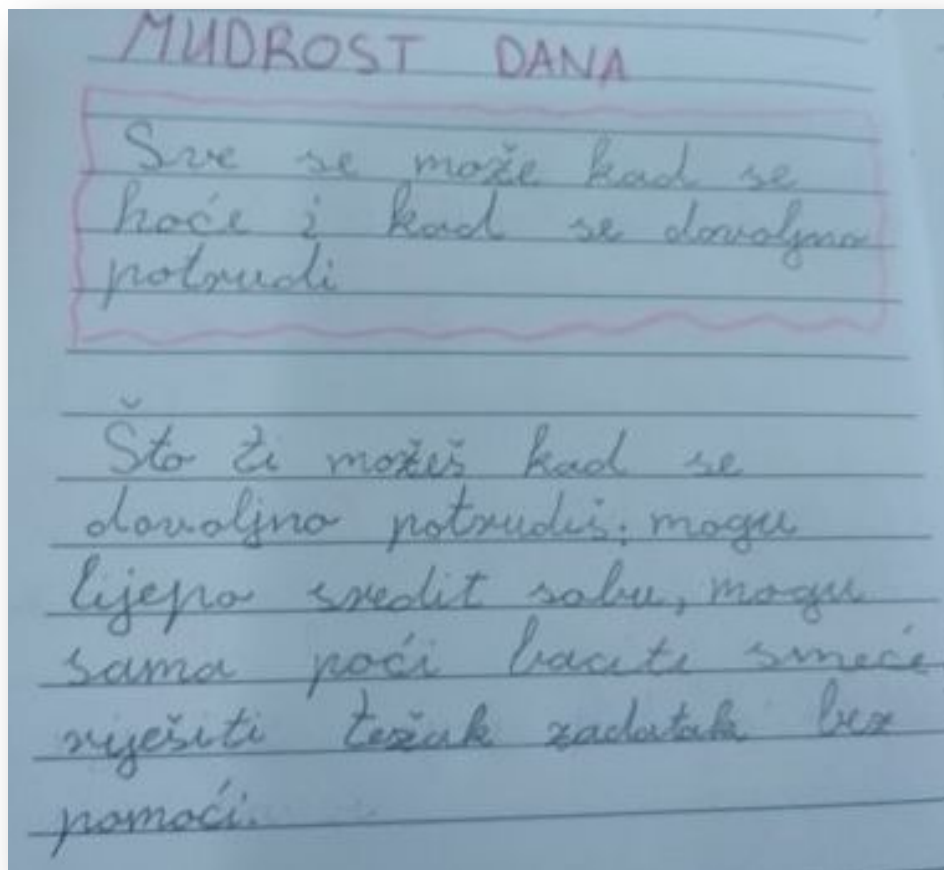 MUDROST DANA
Sve se može kad se
hoće i kad se dovoljno
potrudi
Što ti možeš kad se
dovoljno potrudiš: mogu
lijepo sredit sobu, mogu
sama poći baciti smeće
riješiti težak zadatak bez
pomoći.